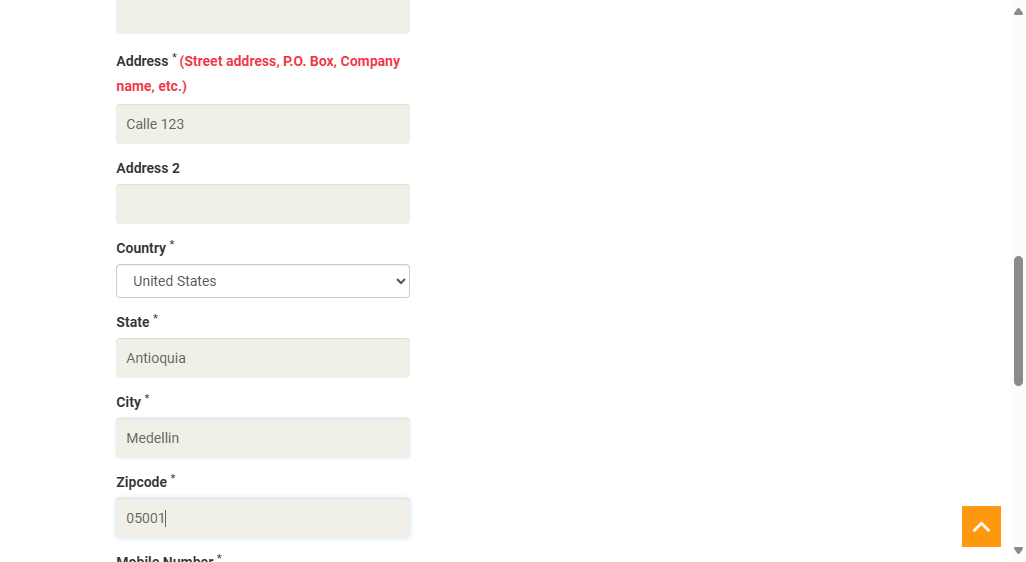 Address * (Street address, P.O. Box, Company
name, etc.)
Calle 123
Address 2
Country *
United States
State *
Antioquia
City *
Medellin
Zipcode *
05001
Mobile Number *